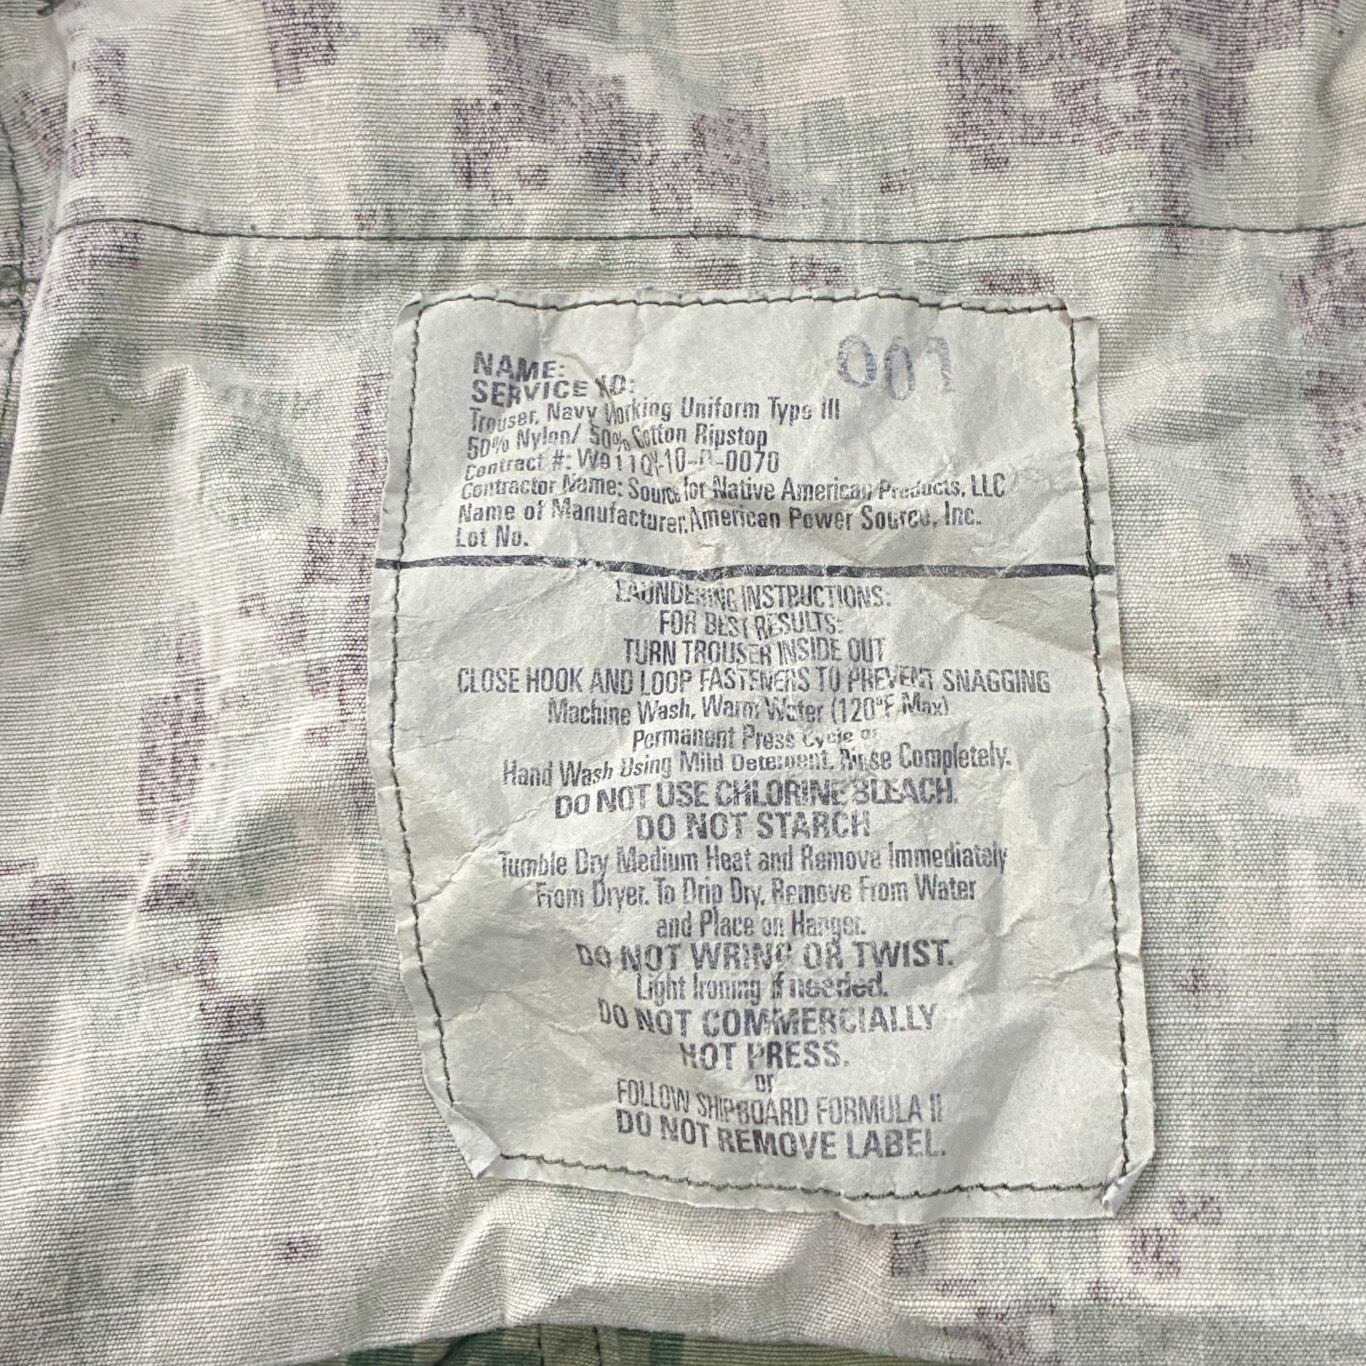 001
NAME:
SERVICE NO:
Trouser, Navy Working Uniform Type III
50% Nylon/ 50% Cotton Ripstop
Contract #: W911QY-10-D-0070
Contractor Name: Source for Native American Products, LLC
Name of Manufacturer: American Power Source, Inc.
Lot No.
LAUNDERING INSTRUCTIONS:
FOR BEST RESULTS:
TURN TROUSER INSIDE OUT
CLOSE HOOK AND LOOP FASTENERS TO PREVENT SNAGGING
Machine Wash, Warm Water (120°F. Max)
Permanent Press Cycle or
Hand Wash Using Mild Detergent. Rinse Completely.
DO NOT USE CHLORINE BLEACH.
DO NOT STARCH
Tumble Dry Medium Heat and Remove Immediately
From Dryer. To Drip Dry, Remove From Water
and Place on Hanger.
DO NOT WRING OR TWIST.
Light Ironing if needed.
DO NOT COMMERCIALLY
HOT PRESS.
or
FOLLOW SHIPBOARD FORMULA II
DO NOT REMOVE LABEL.